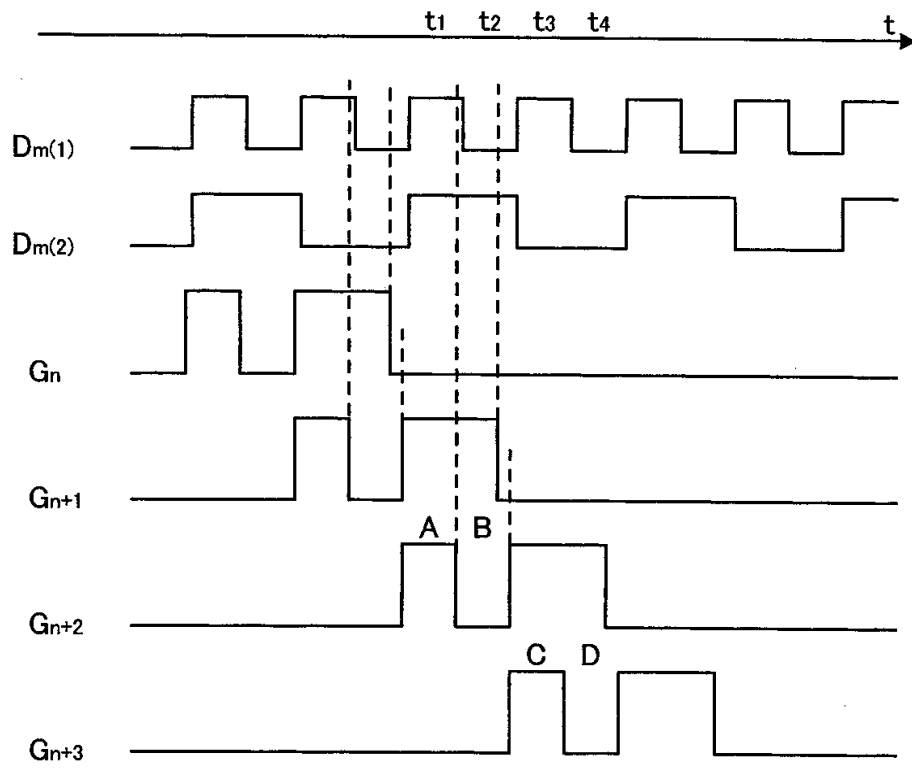 t1 t2 t3 t4 t
Dm(1)
Dm(2)
Gn
Gn+1
A B
Gn+2
C D
Gn+3